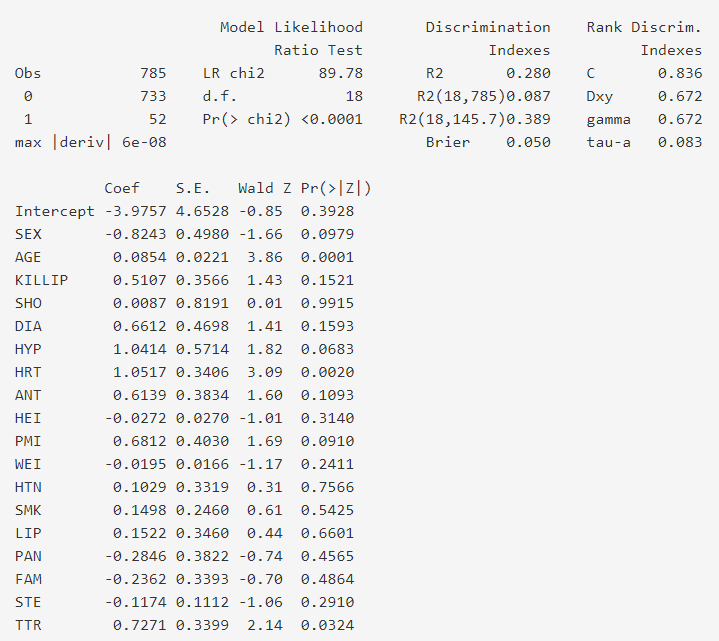 Model Likelihood Discrimination Rank Discrim.
Ratio Test Indexes Indexes
Obs 785 LR chi2 89.78 R2 0.280 C 0.836
0 733 d.f. 18 R2(18,785)0.087 Dxy 0.672
1 52 Pr(> chi2) <0.0001 R2(18,145.7)0.389 gamma 0.672
max |deriv| 6e-08 Brier 0.050 tau-a 0.083
Coef S.E. Wald Z Pr(>|Z|)
Intercept -3.9757 4.6528 -0.85 0.3928
SEX -0.8243 0.4980 -1.66 0.0979
AGE 0.0854 0.0221 3.86 0.0001
KILLIP 0.5107 0.3566 1.43 0.1521
SHO 0.0087 0.8191 0.01 0.9915
DIA 0.6612 0.4698 1.41 0.1593
HYP 1.0414 0.5714 1.82 0.0683
HRT 1.0517 0.3406 3.09 0.0020
ANT 0.6139 0.3834 1.60 0.1093
HEI -0.0272 0.0270 -1.01 0.3140
PMI 0.6812 0.4030 1.69 0.0910
WEI -0.0195 0.0166 -1.17 0.2411
HTN 0.1029 0.3319 0.31 0.7566
SMK 0.1498 0.2460 0.61 0.5425
LIP 0.1522 0.3460 0.44 0.6601
PAN -0.2846 0.3822 -0.74 0.4565
FAM -0.2362 0.3393 -0.70 0.4864
STE -0.1174 0.1112 -1.06 0.2910
TTR 0.7271 0.3399 2.14 0.0324